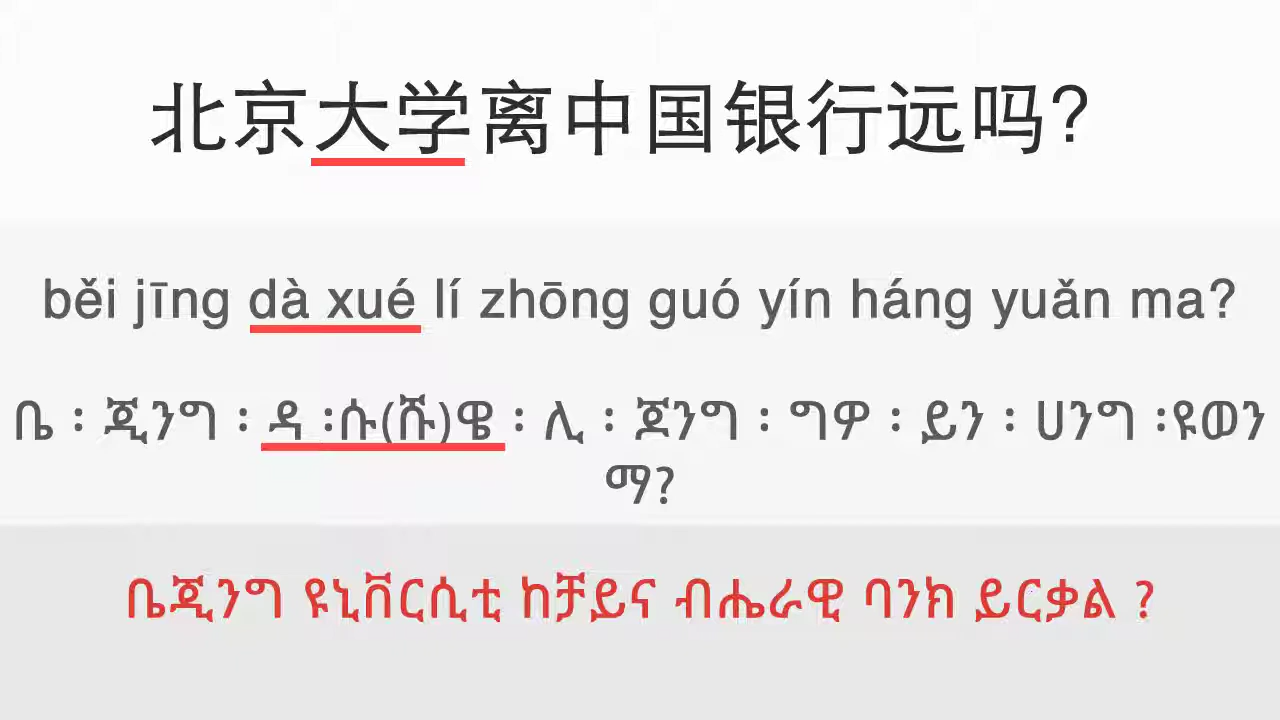 北京大学离中国银行远吗?
běi jīng dà xué lí zhōng guó yín háng yuǎn ma?
ቤ ፡ ጂንግ ፡ ዳ ፡ሱ(ሹ)ዌ ፡ ሊ ፡ ጆንግ ፡ ግዎ ፡ ይን ፡ ሀንግ ፡ዩወን
ማ?
ቤጂንግ ዩኒቨርሲቲ ከቻይና ብሔራዊ ባንክ ይርቃል ?